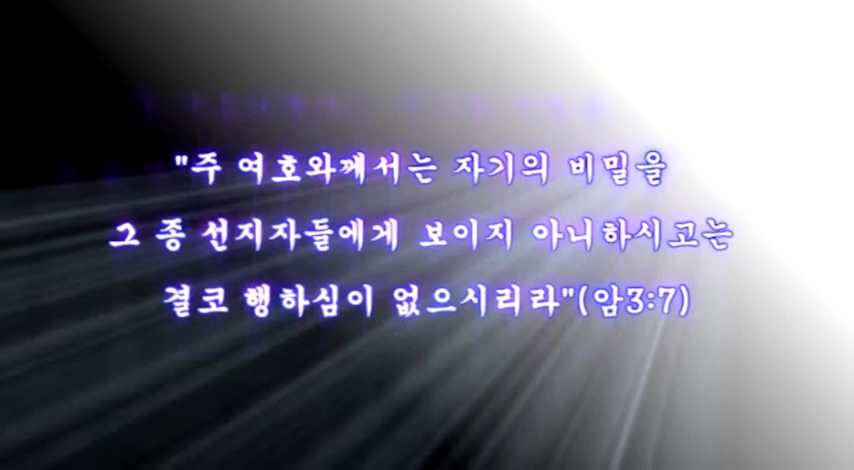 "주 여호와께서는 자기의 비밀을
그 종 선지자들에게 보이지 아니하시고는
결코 행하심이 없으시리라"(암3:7)